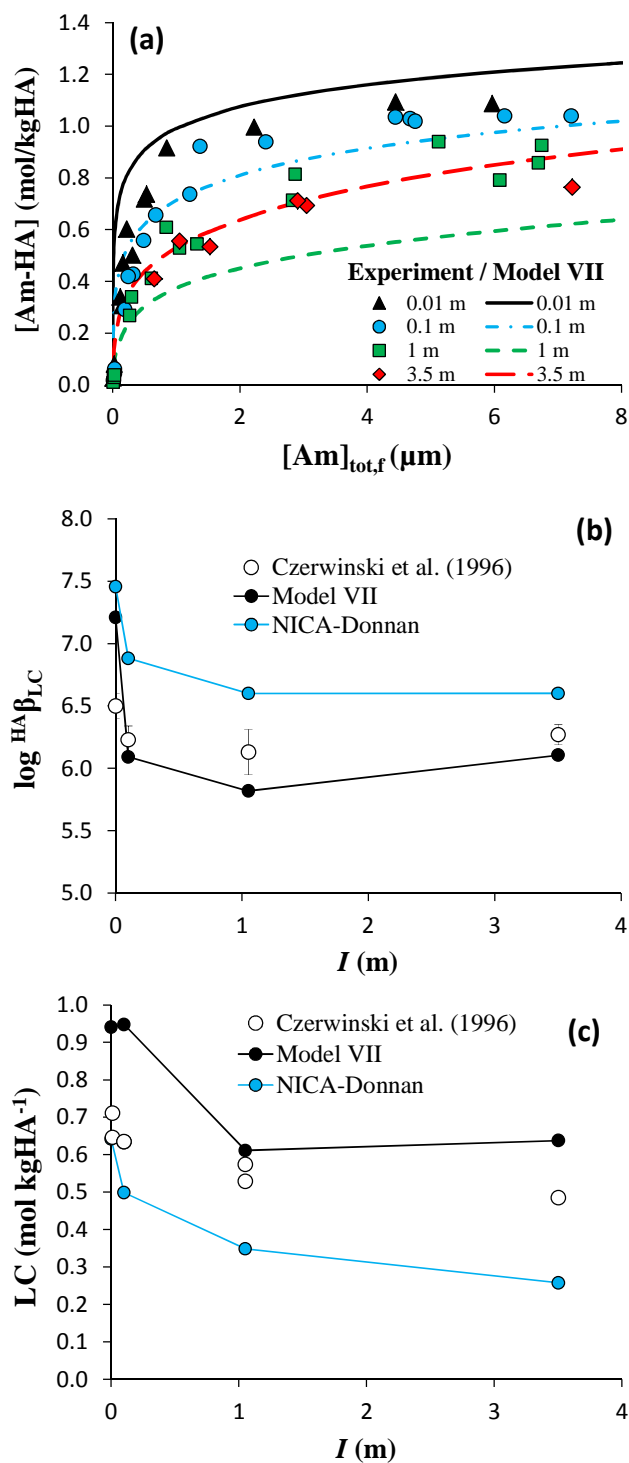 (a)
1.4
1.2
1.0
0.8
0.6
0.4
0.2
0.0
[Am-HA] (mol/kgHA)
Experiment / Model VII
0.01 m 0.01 m
0.1 m 0.1 m
1 m 1 m
3.5 m 3.5 m
0 2 4 6 8
[Am]tot,f (µm)
(b)
8.0
7.5
7.0
6.5
6.0
5.5
5.0
log HAβLC
Czerwinski et al. (1996)
Model VII
NICA-Donnan
0 1 2 3 4
I (m)
(c)
1.0
0.9
0.8
0.7
0.6
0.5
0.4
0.3
0.2
0.1
0.0
LC (mol kgHA-1)
Czerwinski et al. (1996)
Model VII
NICA-Donnan
0 1 2 3 4
I (m)